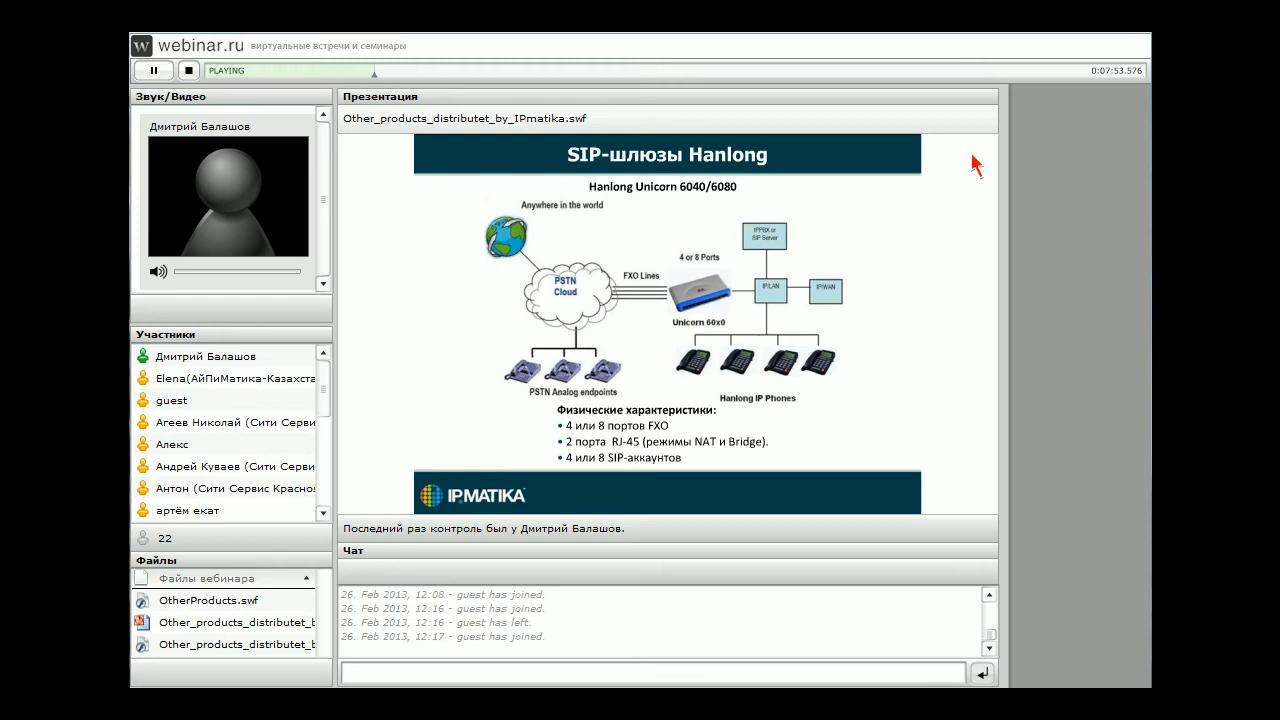 webinar.ru виртуальные встречи и семинары
PLAYING
0:07:53.576
Звук/Видео
Дмитрий Балашов
Участники
Дмитрий Балашов
Elena(АйПиМатика-Казахста
guest
Агеев Николай (Сити Серви
Алекс
Андрей Куваев (Сити Серви
Антон (Сити Сервис Красно
артём екат
22
Файлы
Файлы вебинара
OtherProducts.swf
Other_products_distributet_b
Other_products_distributet_b
Презентация
Other_products_distributet_by_IPmatika.swf
SIP-шлюзы Hanlong
Hanlong Unicorn 6040/6080
Anywhere in the world
IPPBX or
SIP Server
4 or 8 Ports
PSTN
Cloud
FXO Lines
IP/LAN
IP/WAN
Unicorn 60x0
PSTN Analog endpoints
Hanlong IP Phones
Физические характеристики:
• 4 или 8 портов FXO
• 2 порта RJ-45 (режимы NAT и Bridge).
• 4 или 8 SIP-аккаунтов
IPMATIKA
Последний раз контроль был у Дмитрий Балашов.
Чат
26. Feb 2013, 12:08 - guest has joined.
26. Feb 2013, 12:16 - guest has joined.
26. Feb 2013, 12:16 - guest has left.
26. Feb 2013, 12:17 - guest has joined.